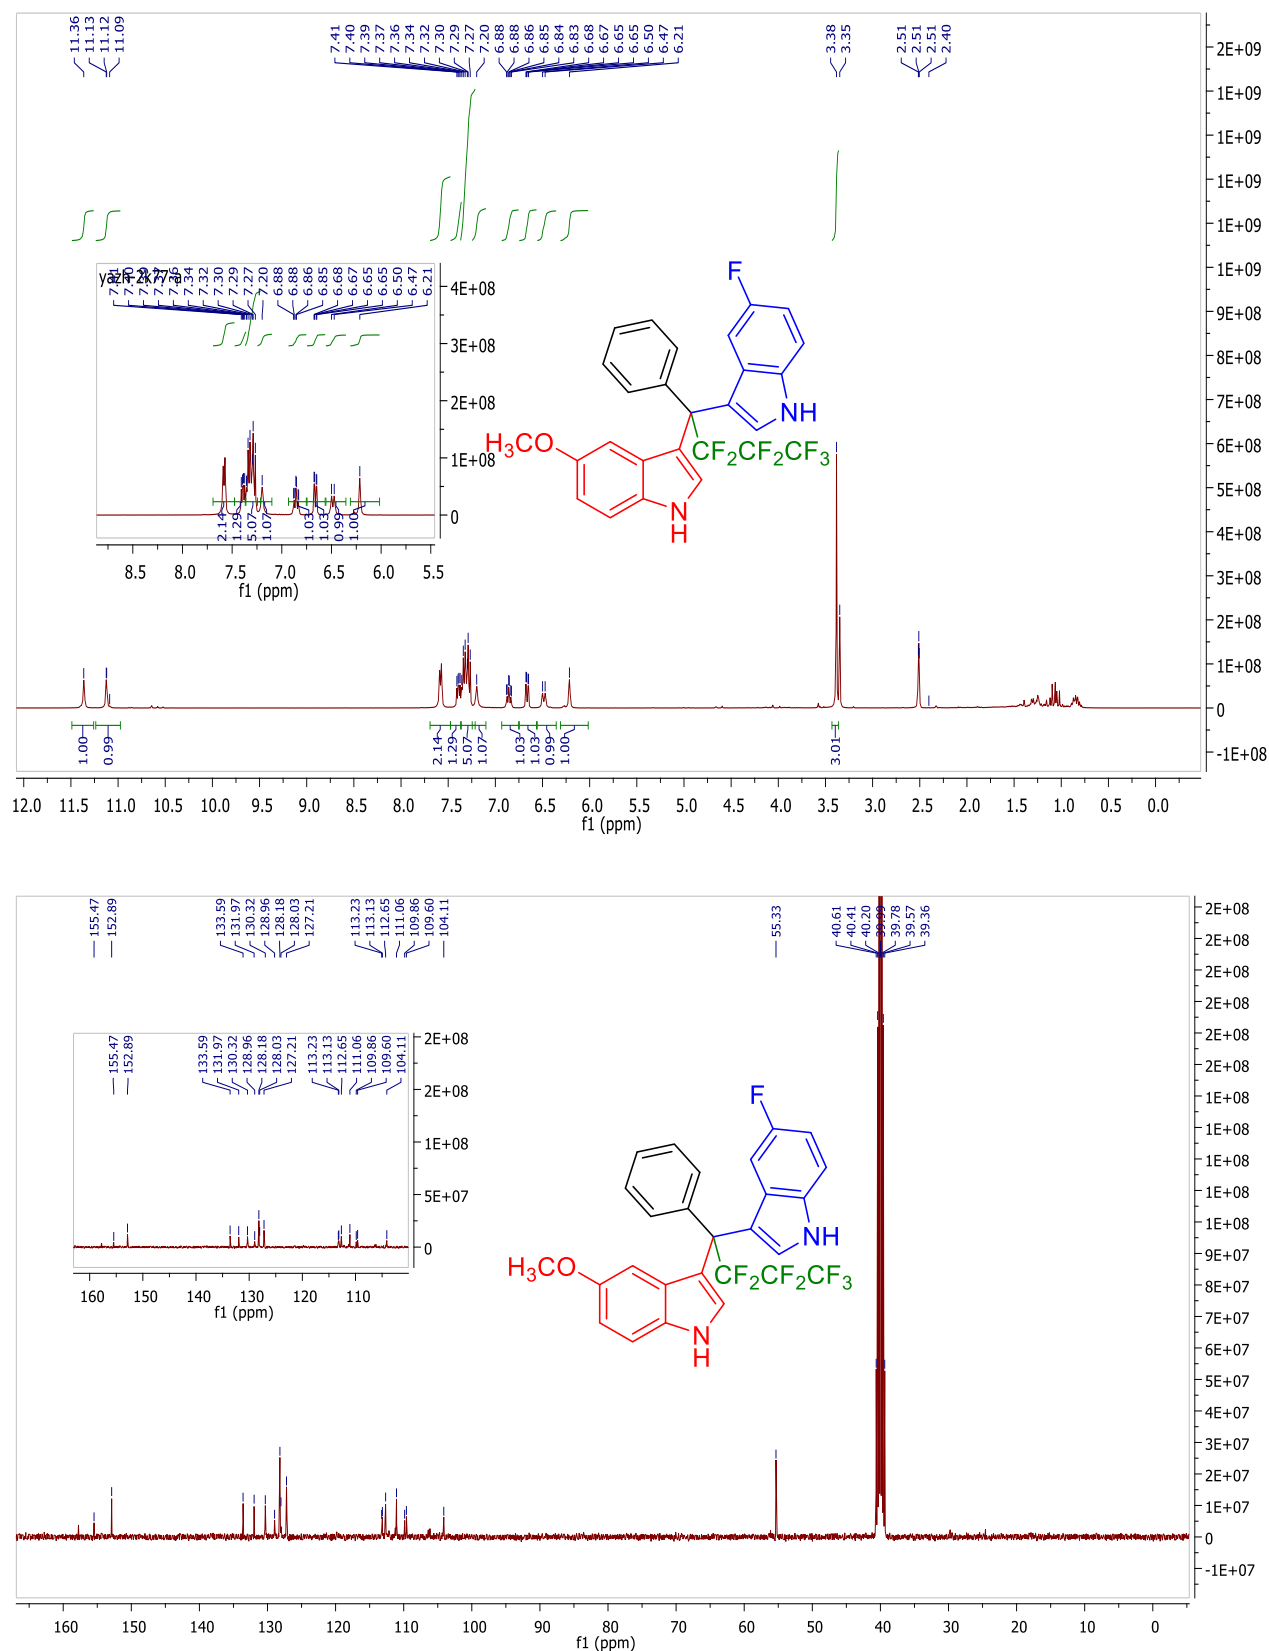 11.36 11.13 11.12 11.09
7.41 7.40 7.39 7.37 7.36 7.34 7.32 7.30 7.29 7.27 7.20 6.88 6.88 6.86 6.85 6.84 6.83 6.68 6.67 6.65 6.65 6.50 6.47 6.21
3.38 3.35
2.51 2.51 2.51 2.40
2E+09
1E+09
1E+09
1E+09
1E+09
1E+09
9E+08
8E+08
7E+08
6E+08
5E+08
4E+08
3E+08
2E+08
1E+08
0
-1E+08
yazh-2k77-a
7.32 7.30 7.29 7.27 7.20 6.88 6.88 6.86 6.85 6.68 6.67 6.65 6.65 6.50 6.47 6.21
4E+08
3E+08
2E+08
1E+08
0
2.14 1.29 5.07 1.07 1.03 1.03 0.99 1.00
8.5 8.0 7.5 7.0 6.5 6.0 5.5
f1 (ppm)
F
NH
H3CO
CF2CF2CF3
N
H
1.00 0.99 2.14 1.29 5.07 1.07 1.03 1.03 0.99 1.00 3.01
12.0 11.5 11.0 10.5 10.0 9.5 9.0 8.5 8.0 7.5 7.0 6.5 6.0 5.5 5.0 4.5 4.0 3.5 3.0 2.5 2.0 1.5 1.0 0.5 0.0
f1 (ppm)
155.47 152.89
133.59 131.97 130.32 128.96 128.18 128.03 127.21
113.23 113.13 112.65 111.06 109.86 109.60 104.11
55.33
40.61 40.41 40.20 39.99 39.78 39.57 39.36
2E+08
2E+08
2E+08
2E+08
2E+08
2E+08
1E+08
1E+08
1E+08
1E+08
1E+08
9E+07
8E+07
7E+07
6E+07
5E+07
4E+07
3E+07
2E+07
1E+07
0
-1E+07
155.47 152.89
133.59 131.97 130.32 128.96 128.18 128.03 127.21
113.23 113.13 112.65 111.06 109.86 109.60 104.11
2E+08
2E+08
1E+08
5E+07
0
160 150 140 130 120 110
f1 (ppm)
F
NH
H3CO
CF2CF2CF3
N
H
160 150 140 130 120 110 100 90 80 70 60 50 40 30 20 10 0
f1 (ppm)